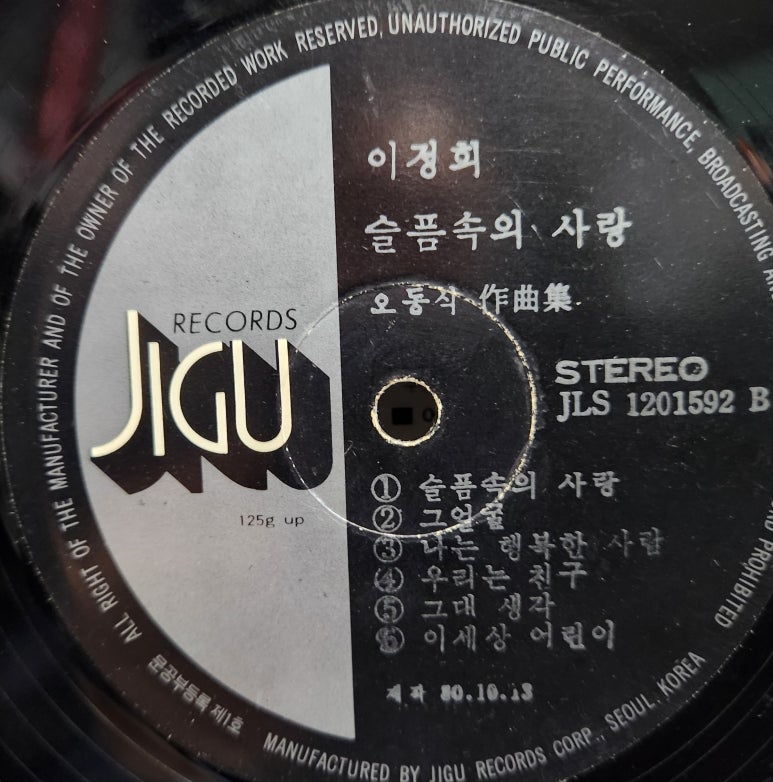 ALL RIGHT OF THE MANUFACTURER AND OF THE OWNER OF THE RECORDED WORK RESERVED, UNAUTHORIZED PUBLIC PERFORMANCE, BROADCASTING AN
ND PROHIBITED
이정희
슬픔속의 사랑
오동식 作曲集
RECORDS
JIGU
125g up
STEREO
JLS 1201592 B
① 슬픔속의 사랑
② 그얼굴
③ 나는 행복한 사람
④ 우리는 친구
⑤ 그대 생각
⑥ 이세상 어린이
제작 80.10.13
문공부등록 제1호
MANUFACTURED BY JIGU RECORDS CORP., SEOUL, KOREA